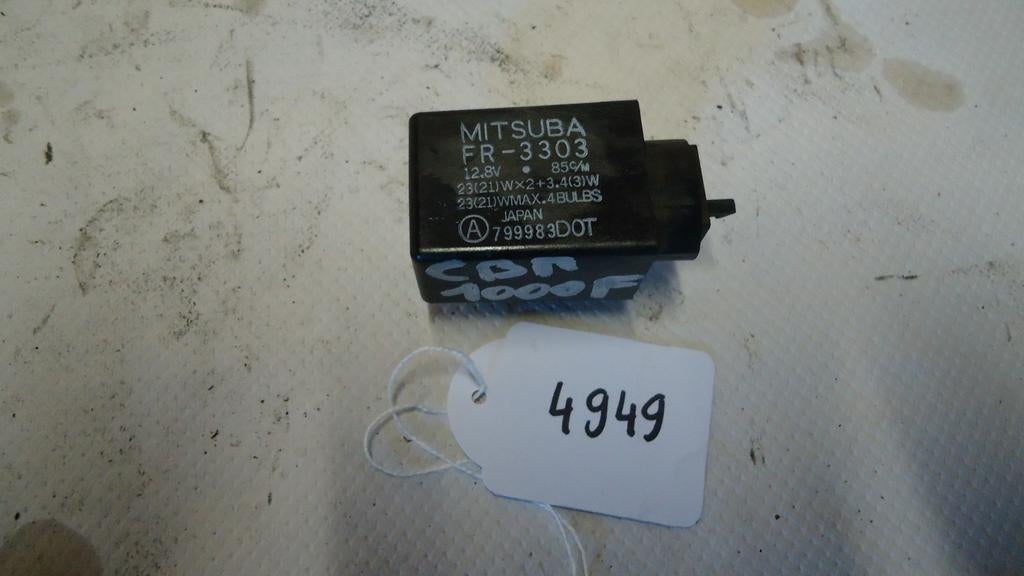 MITSUBA
FR-3303
12.8V • 85c/m
23(21)W×2+3.4(3)W
23(21)WMAX.4BULBS
JAPAN
Ⓐ 799983DOT
CBR
1000F
4949